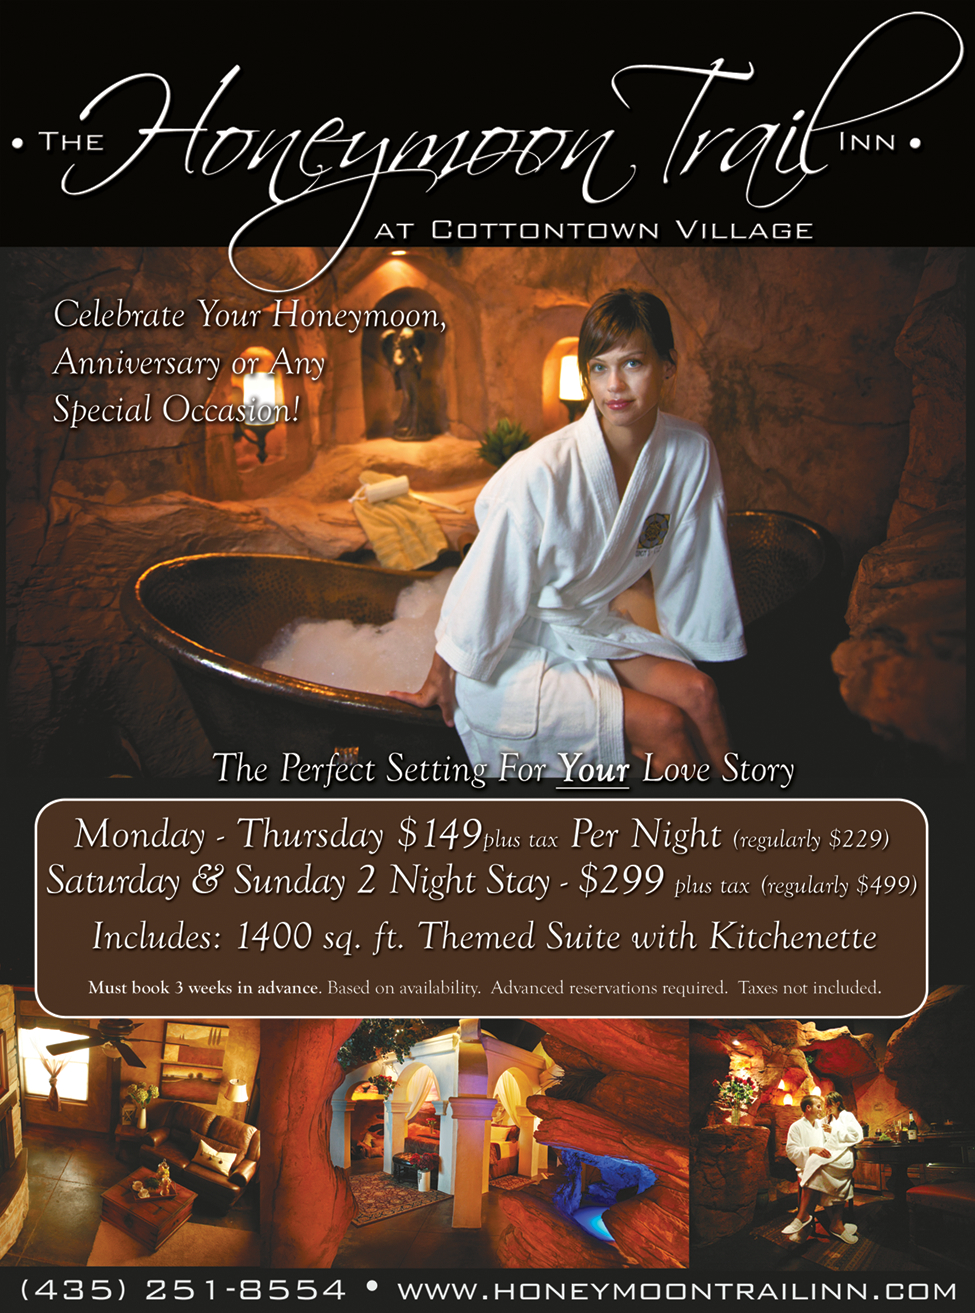 • THE Honeymoon Trail INN •
AT COTTONTOWN VILLAGE
Celebrate Your Honeymoon,
Anniversary or Any
Special Occasion!
The Perfect Setting For Your Love Story
Monday - Thursday $149 plus tax Per Night (regularly $229)
Saturday & Sunday 2 Night Stay - $299 plus tax (regularly $499)
Includes: 1400 sq. ft. Themed Suite with Kitchenette
Must book 3 weeks in advance. Based on availability. Advanced reservations required. Taxes not included.
(435) 251-8554 • WWW.HONEYMOONTRAILINN.COM